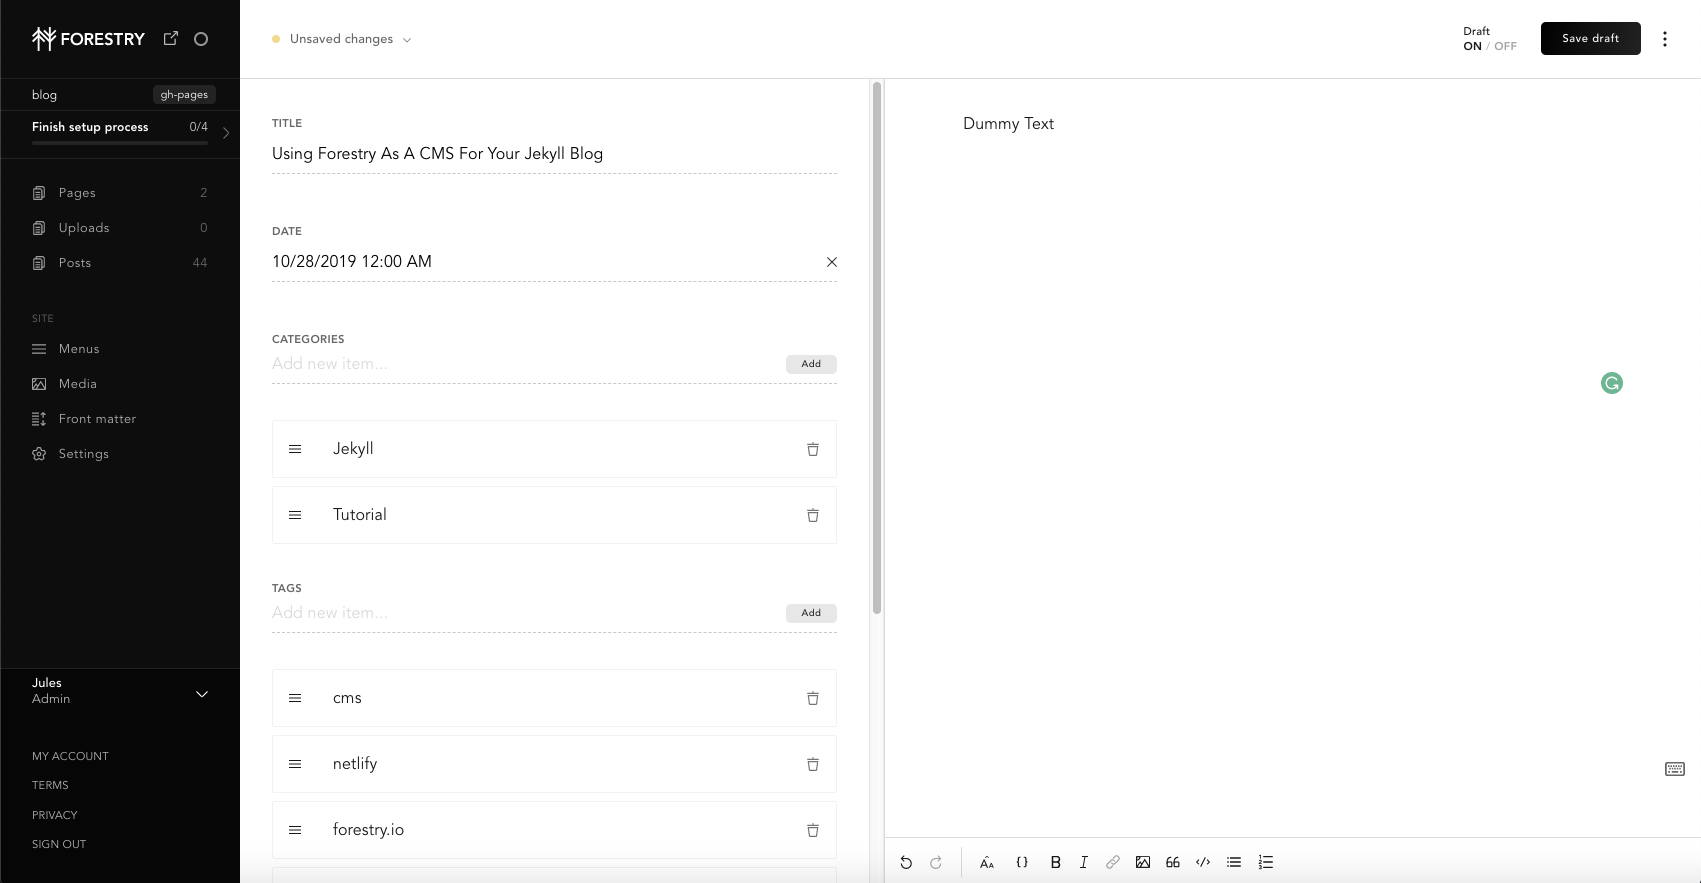 FORESTRY
Unsaved changes
Draft
ON / OFF
Save draft
blog
gh-pages
Finish setup process
0/4
Pages
2
Uploads
0
Posts
44
SITE
Menus
Media
Front matter
Settings
Jules
Admin
MY ACCOUNT
TERMS
PRIVACY
SIGN OUT
TITLE
Using Forestry As A CMS For Your Jekyll Blog
DATE
10/28/2019 12:00 AM
CATEGORIES
Add new item...
Add
Jekyll
Tutorial
TAGS
Add new item...
Add
cms
netlify
forestry.io
Dummy Text